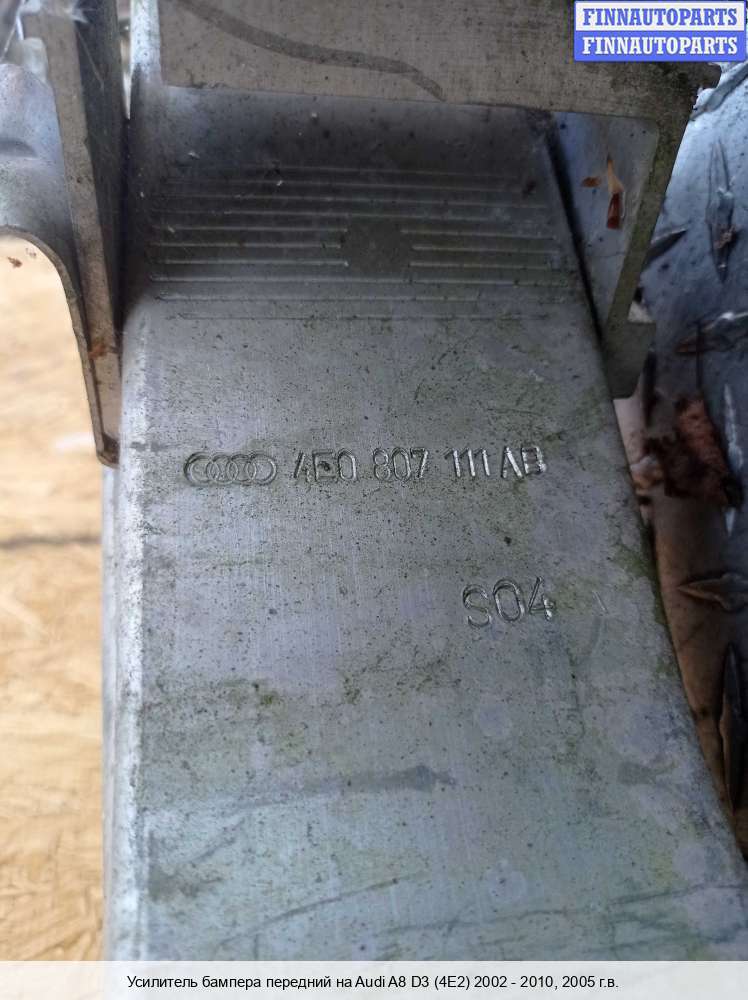 FINNAUTOPARTS
FINNAUTOPARTS
4E0 807 111 AB
S04
Усилитель бампера передний на Audi A8 D3 (4E2) 2002 - 2010, 2005 г.в.